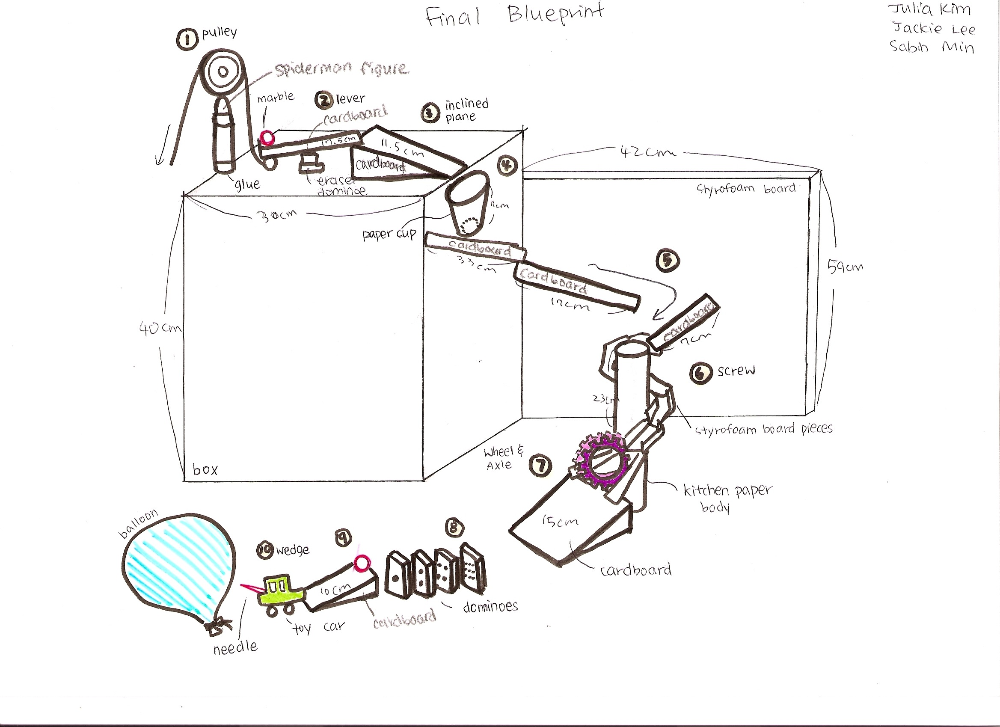 Final Blueprint
Julia Kim
Jackie Lee
Sabin Min
1 pulley
spiderman figure
marble
2 lever
cardboard
3 inclined
plane
17.5cm
11.5cm
cardboard
glue
eraser
dominoe
4
42cm
styrofoam board
30cm
paper cup
cardboard
33cm
5
cardboard
17cm
cardboard
7cm
59cm
40cm
6 screw
23cm
styrofoam board pieces
wheel &
Axle
7
box
kitchen paper
body
15cm
cardboard
balloon
8
9
10 wedge
10cm
dominoes
cardboard
toy car
needle